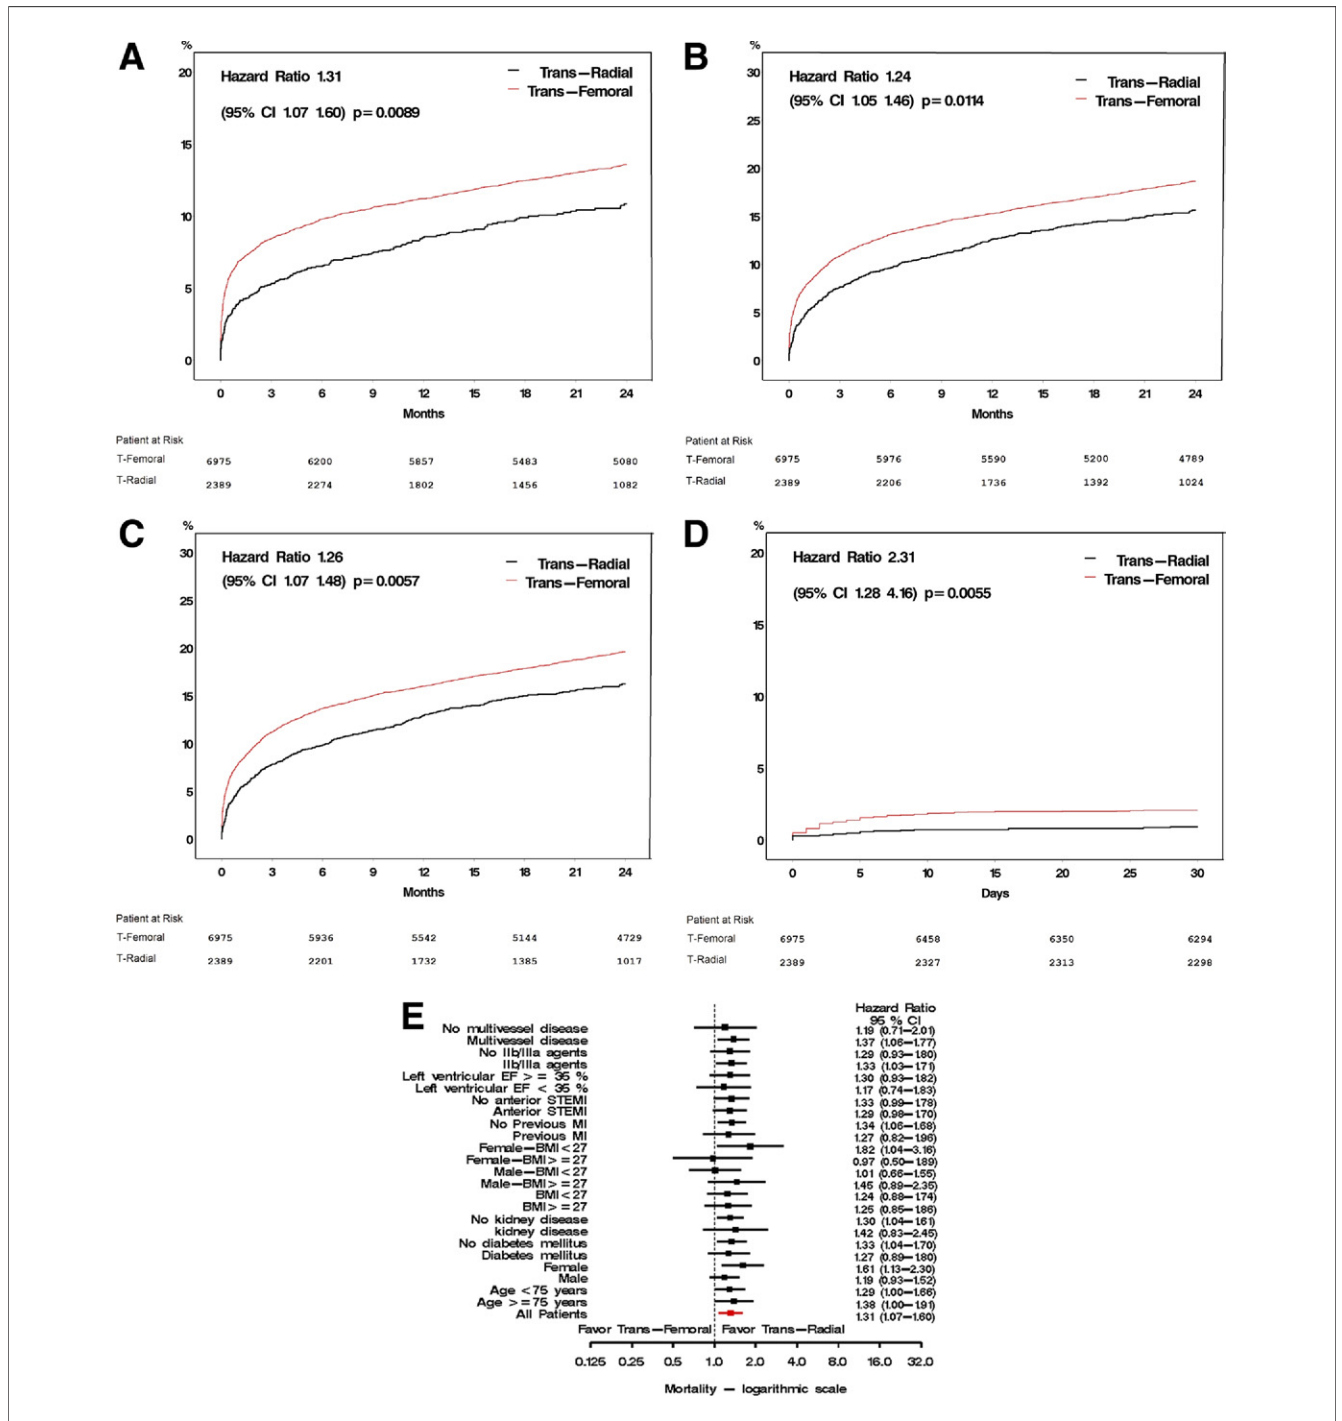 A
%
Hazard Ratio 1.31
(95% CI 1.07 1.60) p=0.0089
Trans-Radial
Trans-Femoral
20
15
10
5
0
0 3 6 9 12 15 18 21 24
Months
Patient at Risk
T-Femoral 6975 6200 5857 5483 5080
T-Radial 2389 2274 1802 1456 1082
B
%
Hazard Ratio 1.24
(95% CI 1.05 1.46) p=0.0114
Trans-Radial
Trans-Femoral
30
25
20
15
10
5
0
0 3 6 9 12 15 18 21 24
Months
Patient at Risk
T-Femoral 6975 5976 5590 5200 4789
T-Radial 2389 2206 1736 1392 1024
C
%
Hazard Ratio 1.26
(95% CI 1.07 1.48) p=0.0057
Trans-Radial
Trans-Femoral
30
25
20
15
10
5
0
0 3 6 9 12 15 18 21 24
Months
Patient at Risk
T-Femoral 6975 5936 5542 5144 4729
T-Radial 2389 2201 1732 1385 1017
D
%
Hazard Ratio 2.31
(95% CI 1.28 4.16) p=0.0055
Trans-Radial
Trans-Femoral
20
15
10
5
0
0 5 10 15 20 25 30
Days
Patient at Risk
T-Femoral 6975 6458 6350 6294
T-Radial 2389 2327 2313 2298
E
Hazard Ratio
95 % CI
No multivessel disease 1.19 (0.71-2.01)
Multivessel disease 1.37 (1.06-1.77)
No IIb/IIIa agents 1.29 (0.93-1.80)
IIb/IIIa agents 1.33 (1.03-1.71)
Left ventricular EF >= 35 % 1.30 (0.93-1.82)
Left ventricular EF < 35 % 1.17 (0.74-1.83)
No anterior STEMI 1.33 (0.99-1.78)
Anterior STEMI 1.29 (0.98-1.70)
No Previous MI 1.34 (1.06-1.68)
Previous MI 1.27 (0.82-1.96)
Female-BMI<27 1.82 (1.04-3.16)
Female-BMI>=27 0.97 (0.50-1.89)
Male-BMI<27 1.01 (0.66-1.55)
Male-BMI>=27 1.45 (0.89-2.35)
BMI<27 1.24 (0.88-1.74)
BMI>=27 1.25 (0.85-1.86)
No kidney disease 1.30 (1.04-1.61)
kidney disease 1.42 (0.83-2.45)
No diabetes mellitus 1.33 (1.04-1.70)
Diabetes mellitus 1.27 (0.89-1.80)
Female 1.61 (1.13-2.30)
Male 1.19 (0.93-1.52)
Age <75 years 1.29 (1.00-1.66)
Age >=75 years 1.38 (1.00-1.91)
All Patients 1.31 (1.07-1.60)
Favor Trans-Femoral Favor Trans-Radial
0.125 0.25 0.5 1.0 2.0 4.0 8.0 16.0 32.0
Mortality - logarithmic scale